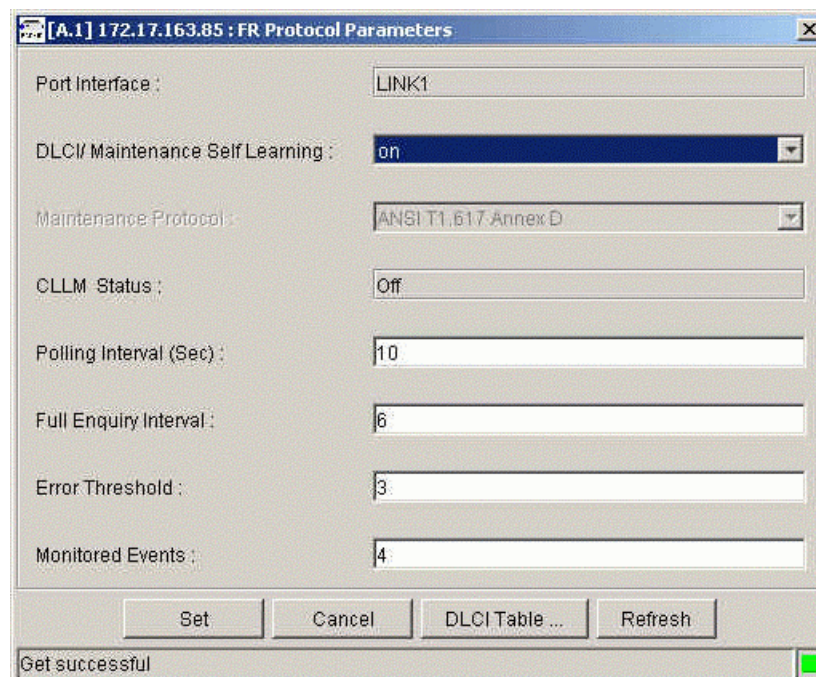 [A.1] 172.17.163.85 : FR Protocol Parameters
Port Interface : LINK1
DLCI/ Maintenance Self Learning : on
Maintenance Protocol : ANSI T1.617 Annex D
CLLM Status : Off
Polling Interval (Sec) : 10
Full Enquiry Interval : 6
Error Threshold : 3
Monitored Events : 4
Set Cancel DLCI Table ... Refresh
Get successful